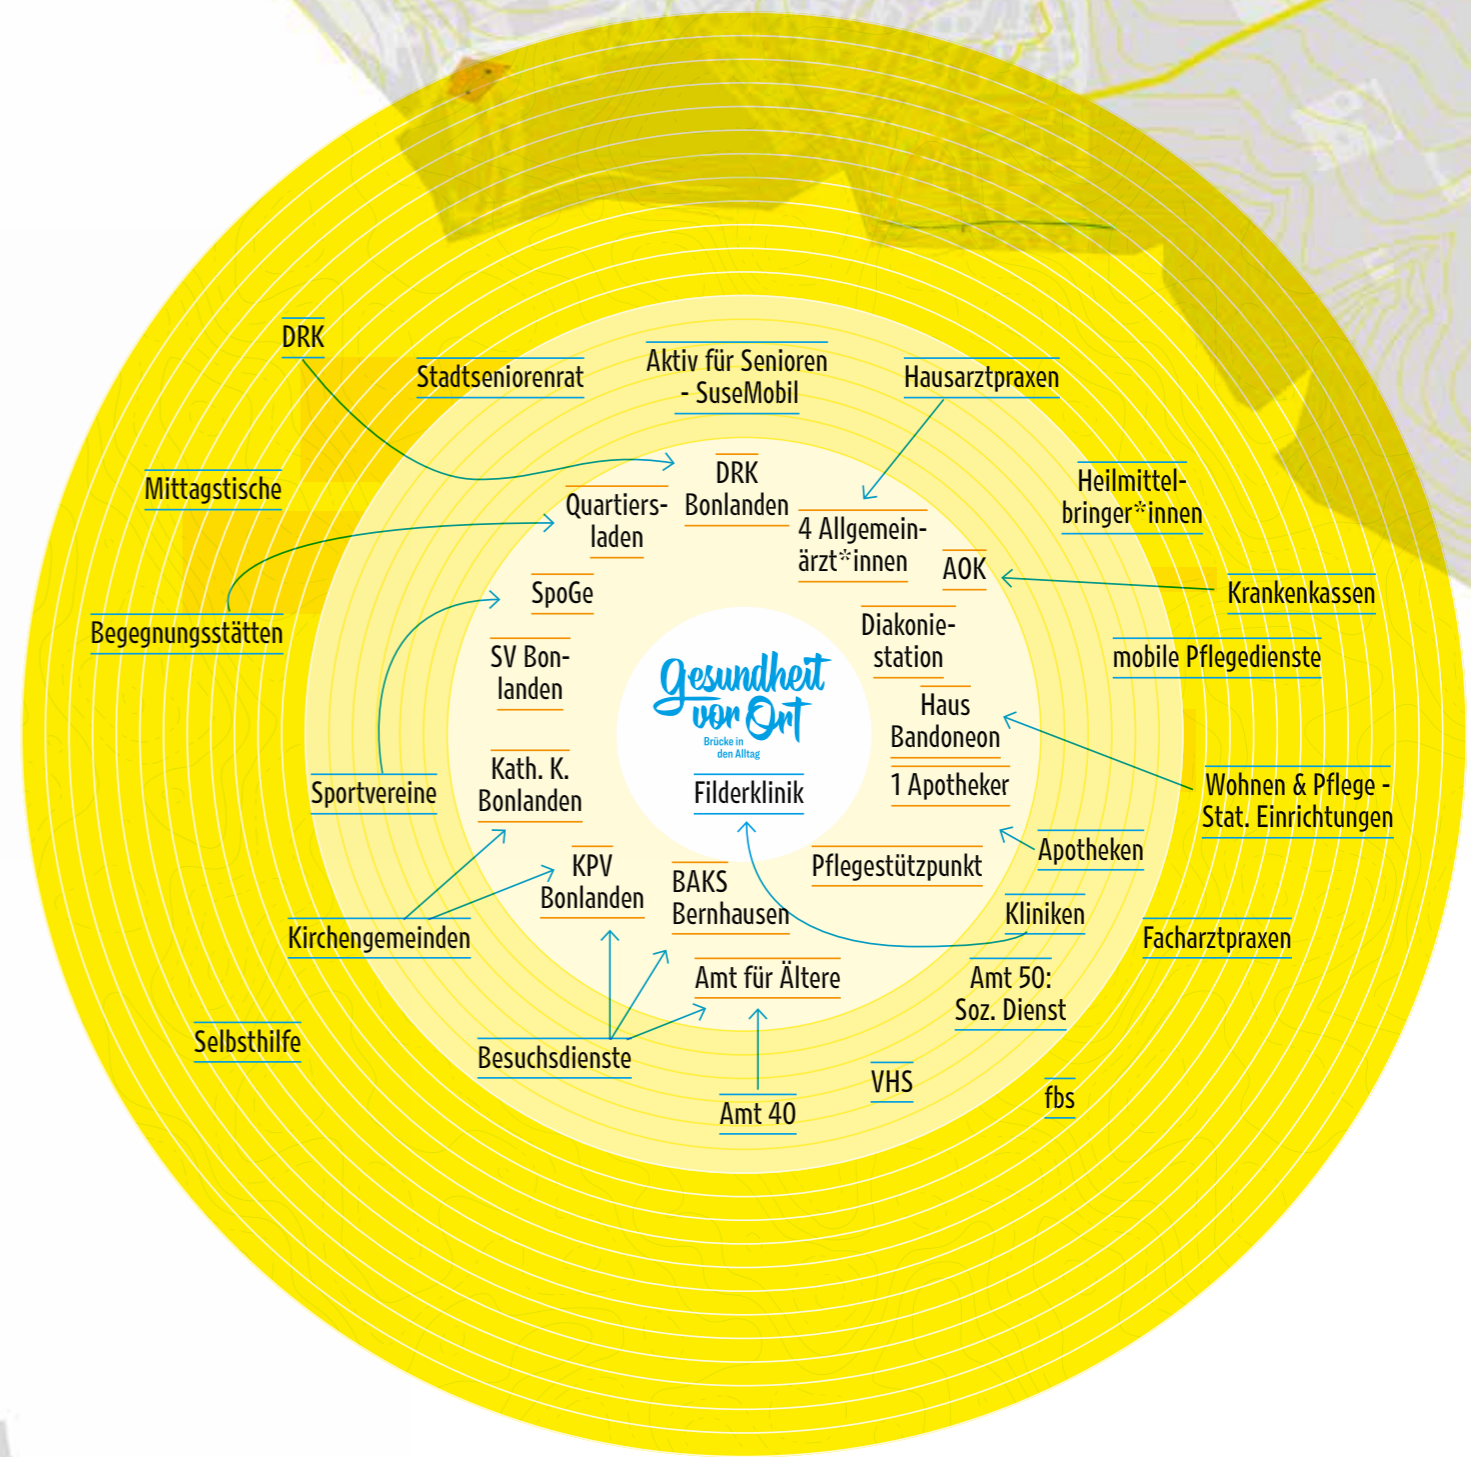 DRK
Stadtseniorenrat
Aktiv für Senioren
- SuseMobil
Hausarztpraxen
Mittagstische
Quartiers-
laden
DRK
Bonlanden
4 Allgemein-
ärzt*innen
AOK
Heilmittel-
bringer*innen
Krankenkassen
Begegnungsstätten
SpoGe
Diakonie-
station
mobile Pflegedienste
SV Bon-
landen
Gesundheit
vor Ort
Brücke in
den Alltag
Filderklinik
Haus
Bandoneon
1 Apotheker
Wohnen & Pflege -
Stat. Einrichtungen
Sportvereine
Kath. K.
Bonlanden
Apotheken
Pflegestützpunkt
KPV
Bonlanden
BAKS
Bernhausen
Kliniken
Facharztpraxen
Kirchengemeinden
Amt für Ältere
Amt 50:
Soz. Dienst
Selbsthilfe
Besuchsdienste
VHS
fbs
Amt 40